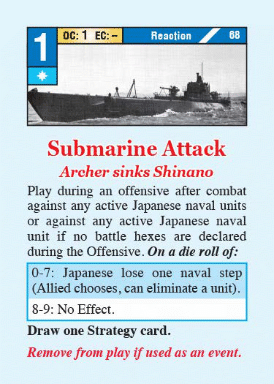 1
OC: 1 EC: –
Reaction
68
Submarine Attack
Archer sinks Shinano
Play during an offensive after combat
against any active Japanese naval units
or against any active Japanese naval
unit if no battle hexes are declared
during the Offensive. On a die roll of:
0-7: Japanese lose one naval step
(Allied chooses, can eliminate a unit).
8-9: No Effect.
Draw one Strategy card.
Remove from play if used as an event.